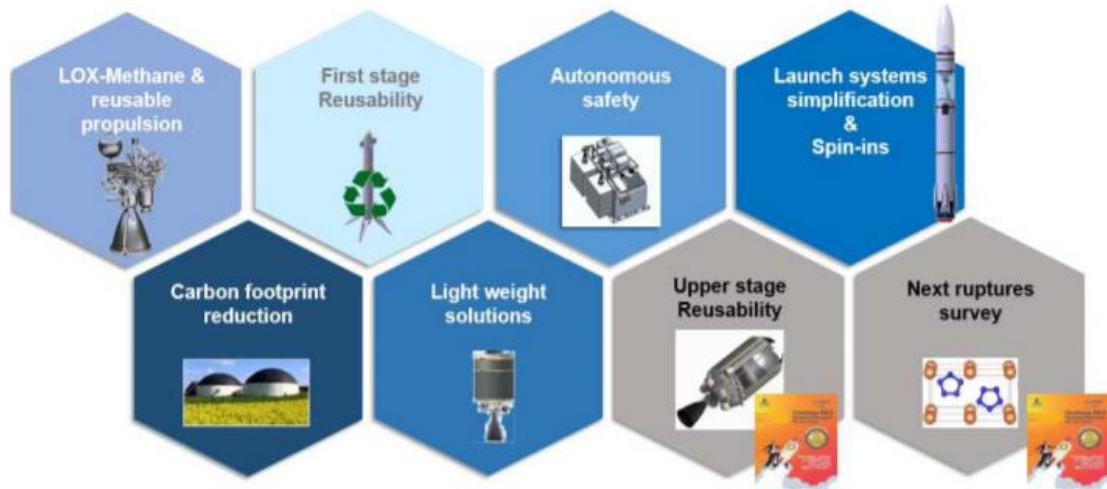 LOX-Methane &
reusable
propulsion
First stage
Reusability
Autonomous
safety
Launch systems
simplification
&
Spin-ins
Carbon footprint
reduction
Light weight
solutions
Upper stage
Reusability
Next ruptures
survey